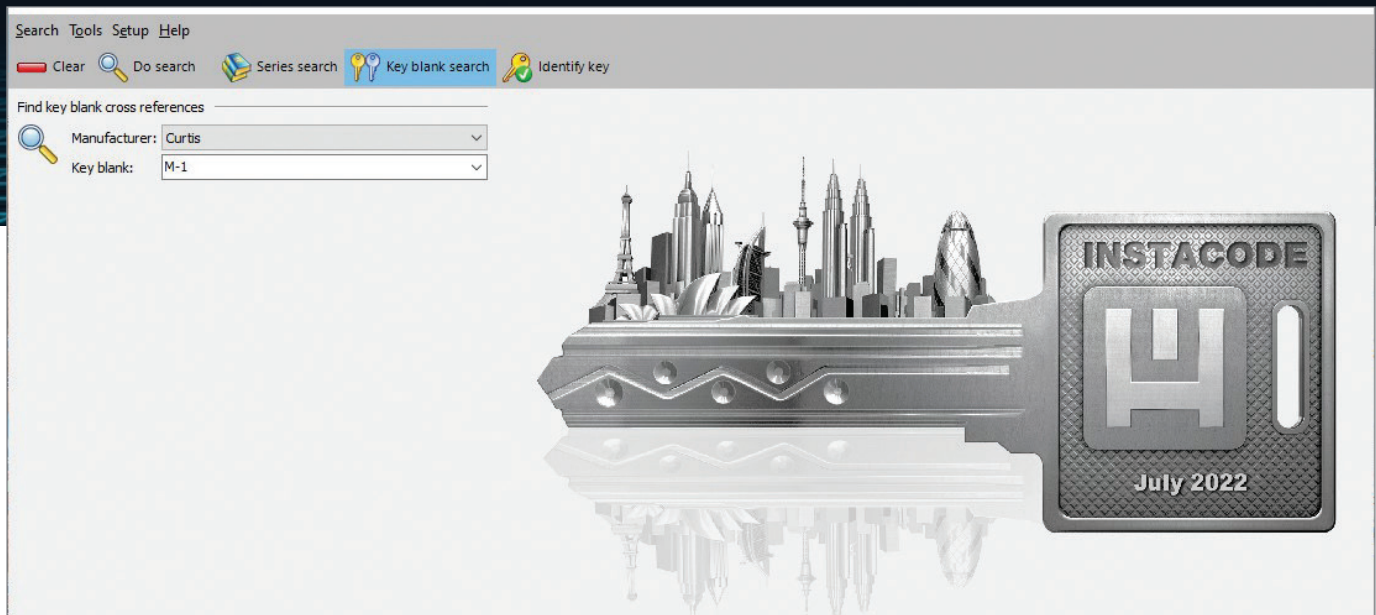 Search Tools Setup Help
Clear Do search Series search Key blank search Identify key
Find key blank cross references
Manufacturer: Curtis
Key blank: M-1
INSTACODE
July 2022